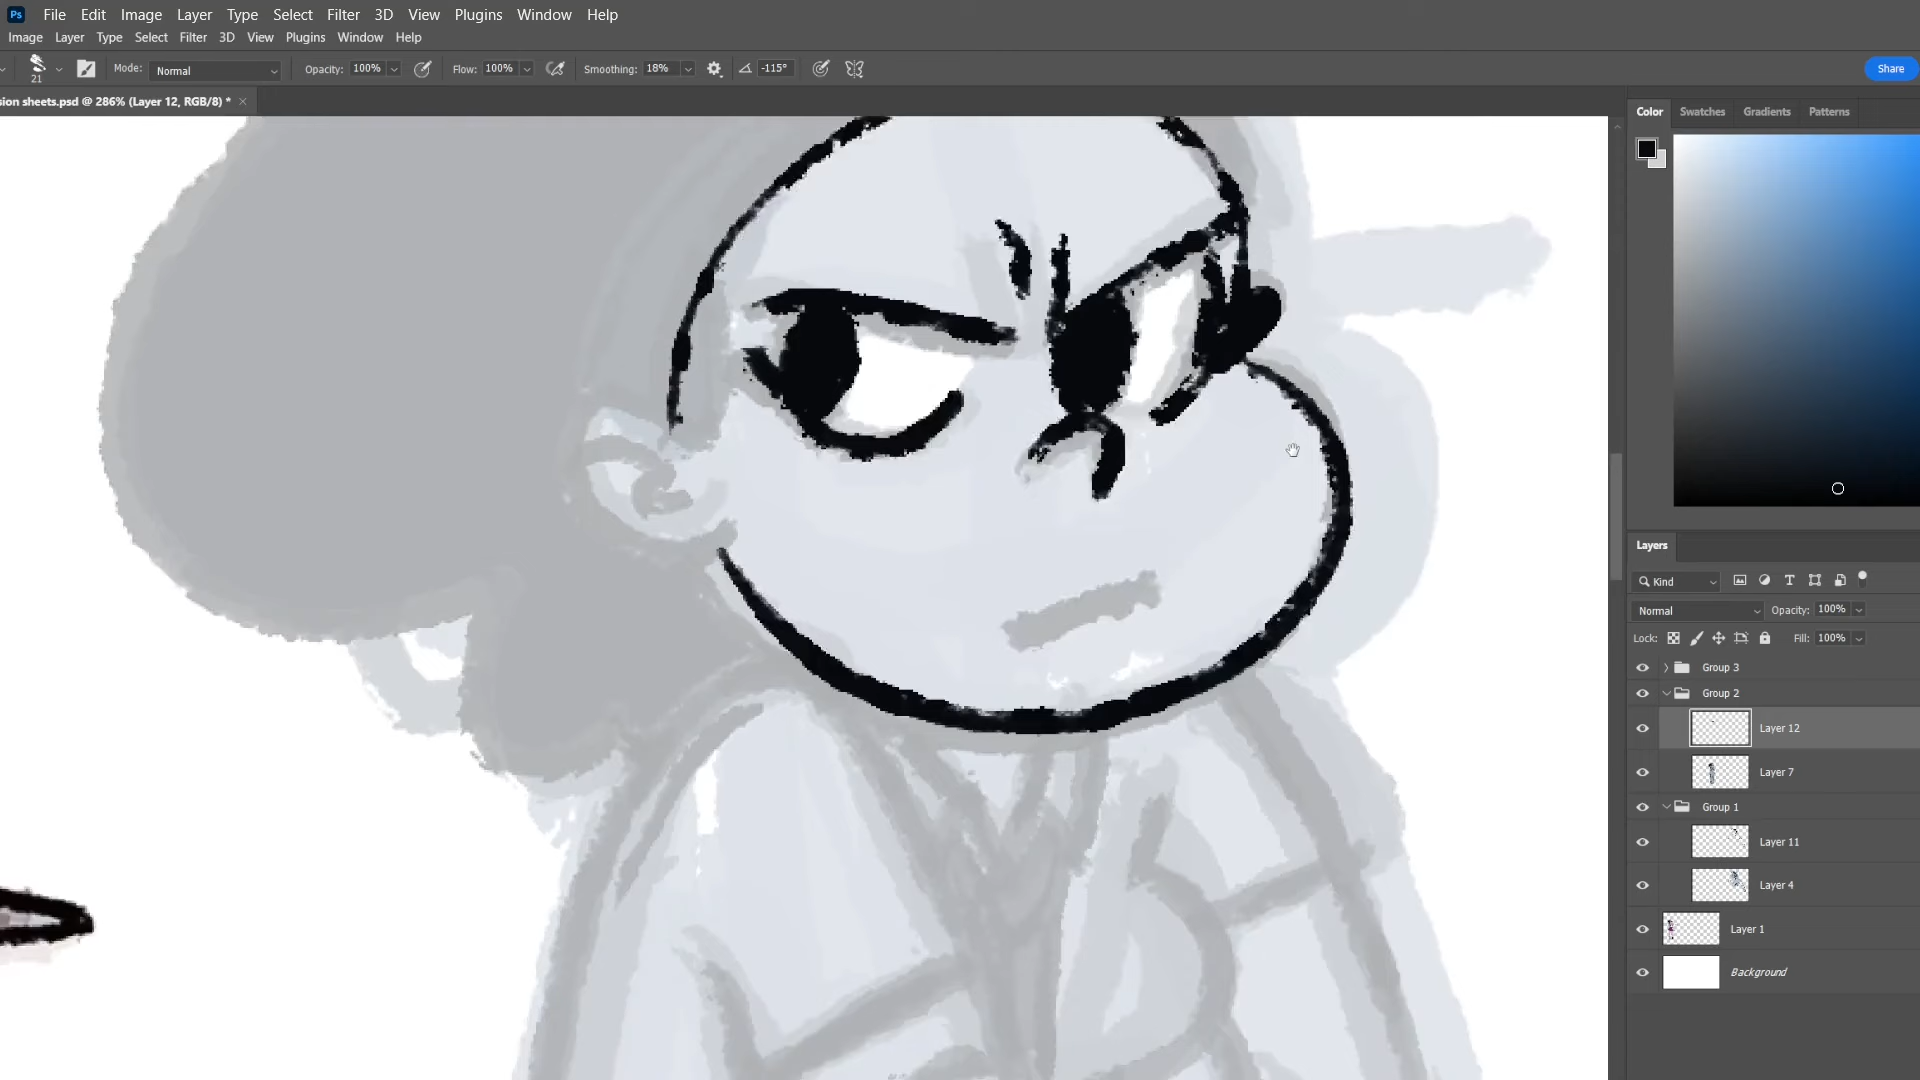 Ps File Edit Image Layer Type Select Filter 3D View Plugins Window Help
Image Layer Type Select Filter 3D View Plugins Window Help
21 Mode: Normal Opacity: 100% Flow: 100% Smoothing: 18% -115° Share
sion sheets.psd @ 286% (Layer 12, RGB/8) * ×
Color Swatches Gradients Patterns
Layers
Kind
Normal Opacity: 100%
Lock: Fill: 100%
Group 3
Group 2
Layer 12
Layer 7
Group 1
Layer 11
Layer 4
Layer 1
Background